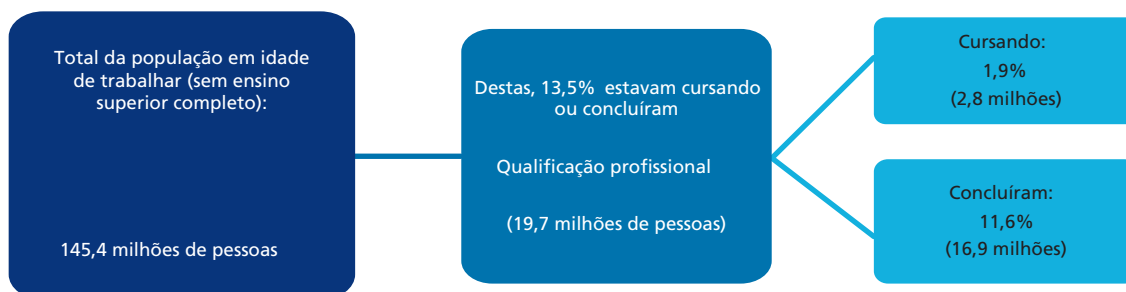 Total da população em idade
de trabalhar (sem ensino
superior completo):
145,4 milhões de pessoas
Destas, 13,5% estavam cursando
ou concluíram
Qualificação profissional
(19,7 milhões de pessoas)
Cursando:
1,9%
(2,8 milhões)
Concluíram:
11,6%
(16,9 milhões)